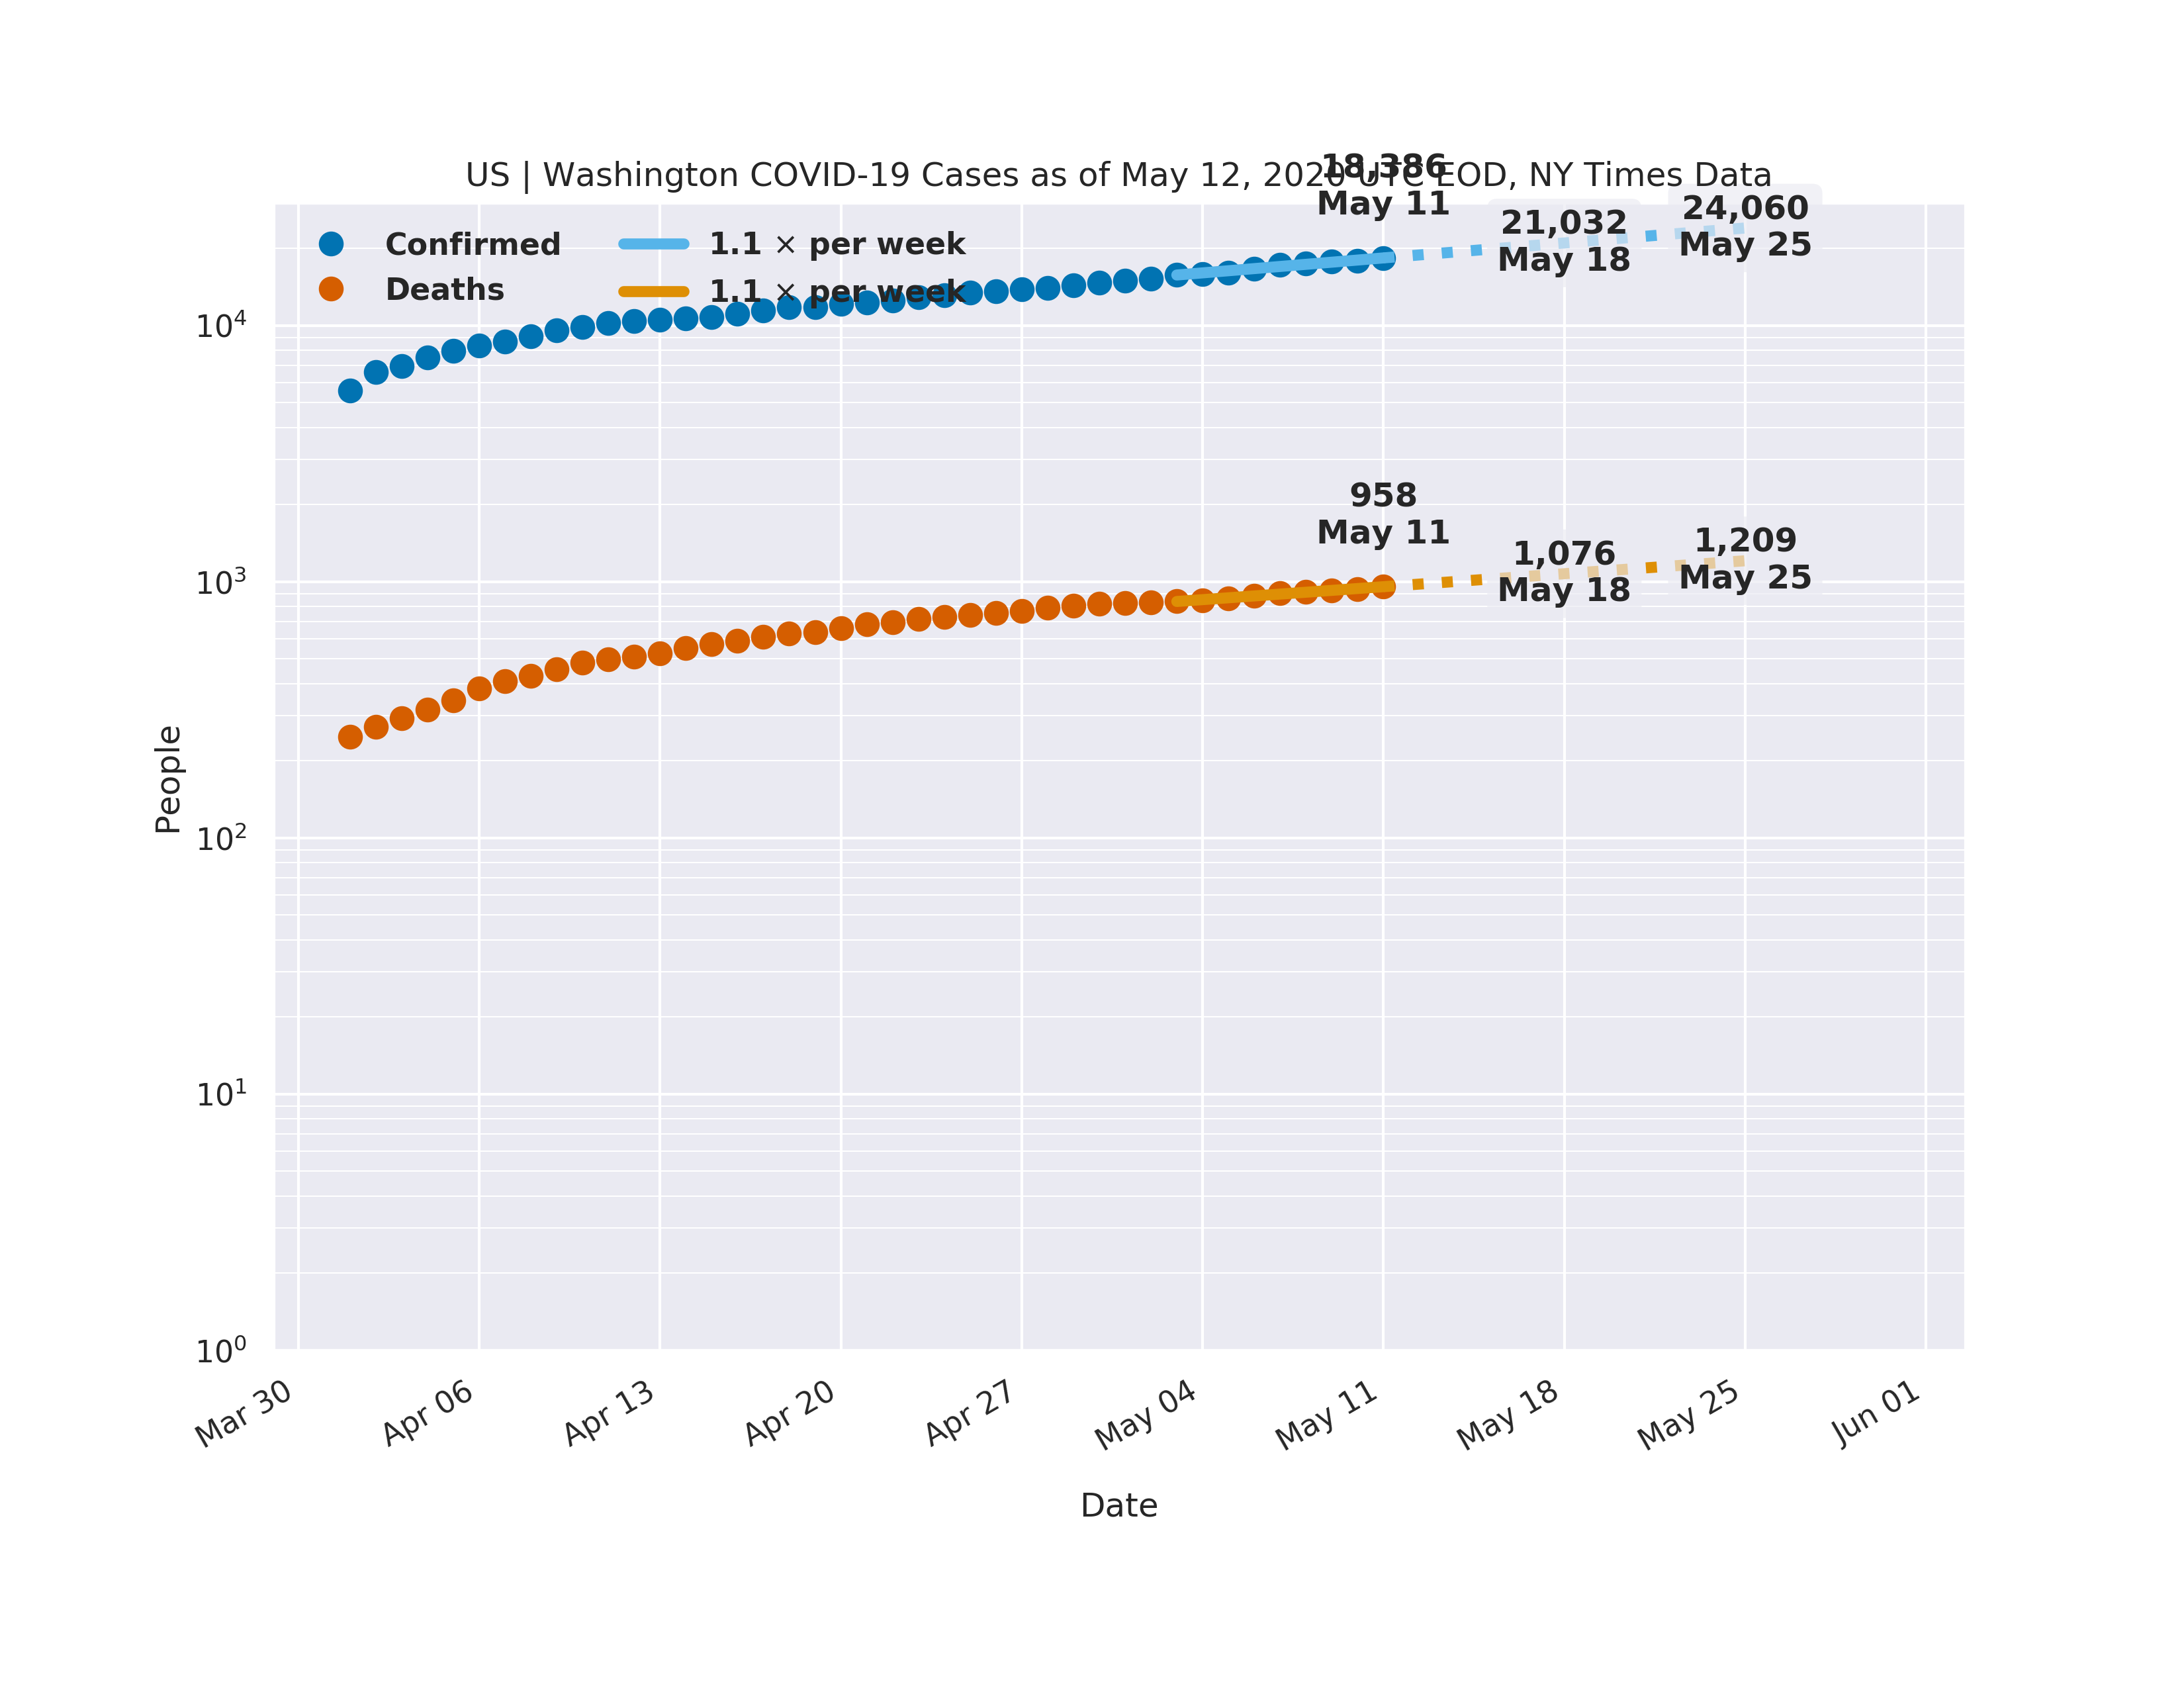 US | Washington COVID-19 Cases as of May 12, 2020 UTC EOD, NY Times Data
18,386
May 11
21,032
May 18
24,060
May 25
Confirmed
Deaths
1.1 × per week
1.1 × per week
958
May 11
1,076
May 18
1,209
May 25
People
10⁴
10³
10²
10¹
10⁰
Mar 30
Apr 06
Apr 13
Apr 20
Apr 27
May 04
May 11
May 18
May 25
Jun 01
Date